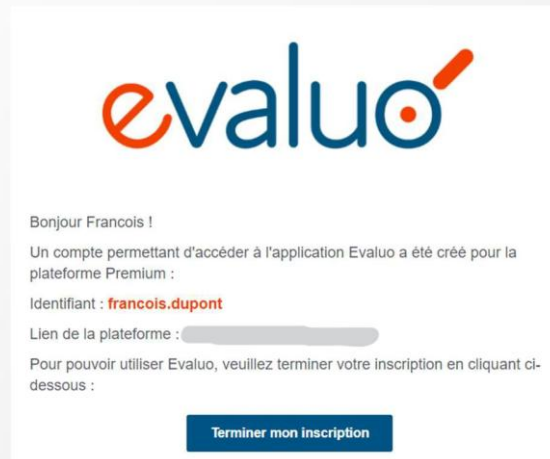 evaluo
Bonjour Francois !
Un compte permettant d'accéder à l'application Evaluo a été créé pour la
plateforme Premium :
Identifiant : francois.dupont
Lien de la plateforme :
Pour pouvoir utiliser Evaluo, veuillez terminer votre inscription en cliquant ci-
dessous :
Terminer mon inscription